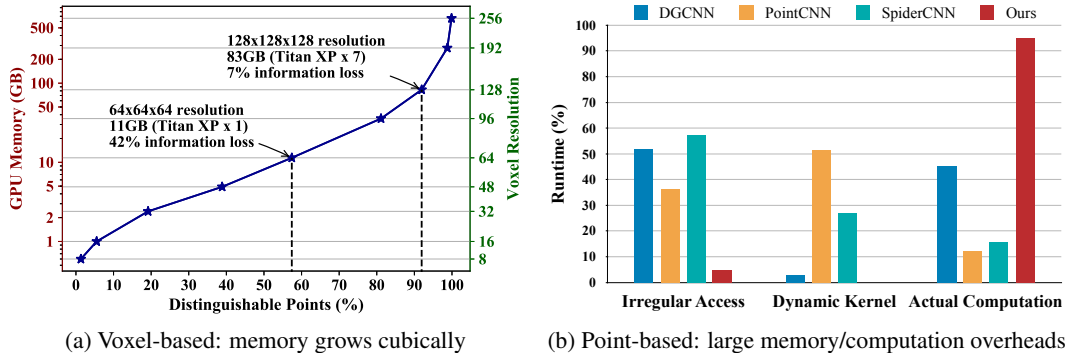 GPU Memory (GB)
500
200
100
50
10
5
2
1
128x128x128 resolution
83GB (Titan XP x 7)
7% information loss
64x64x64 resolution
11GB (Titan XP x 1)
42% information loss
256
192
128
96
64
48
32
16
8
Voxel Resolution
0 10 20 30 40 50 60 70 80 90 100
Distinguishable Points (%)
(a) Voxel-based: memory grows cubically
DGCNN PointCNN SpiderCNN Ours
Runtime (%)
100
90
80
70
60
50
40
30
20
10
0
Irregular Access Dynamic Kernel Actual Computation
(b) Point-based: large memory/computation overheads